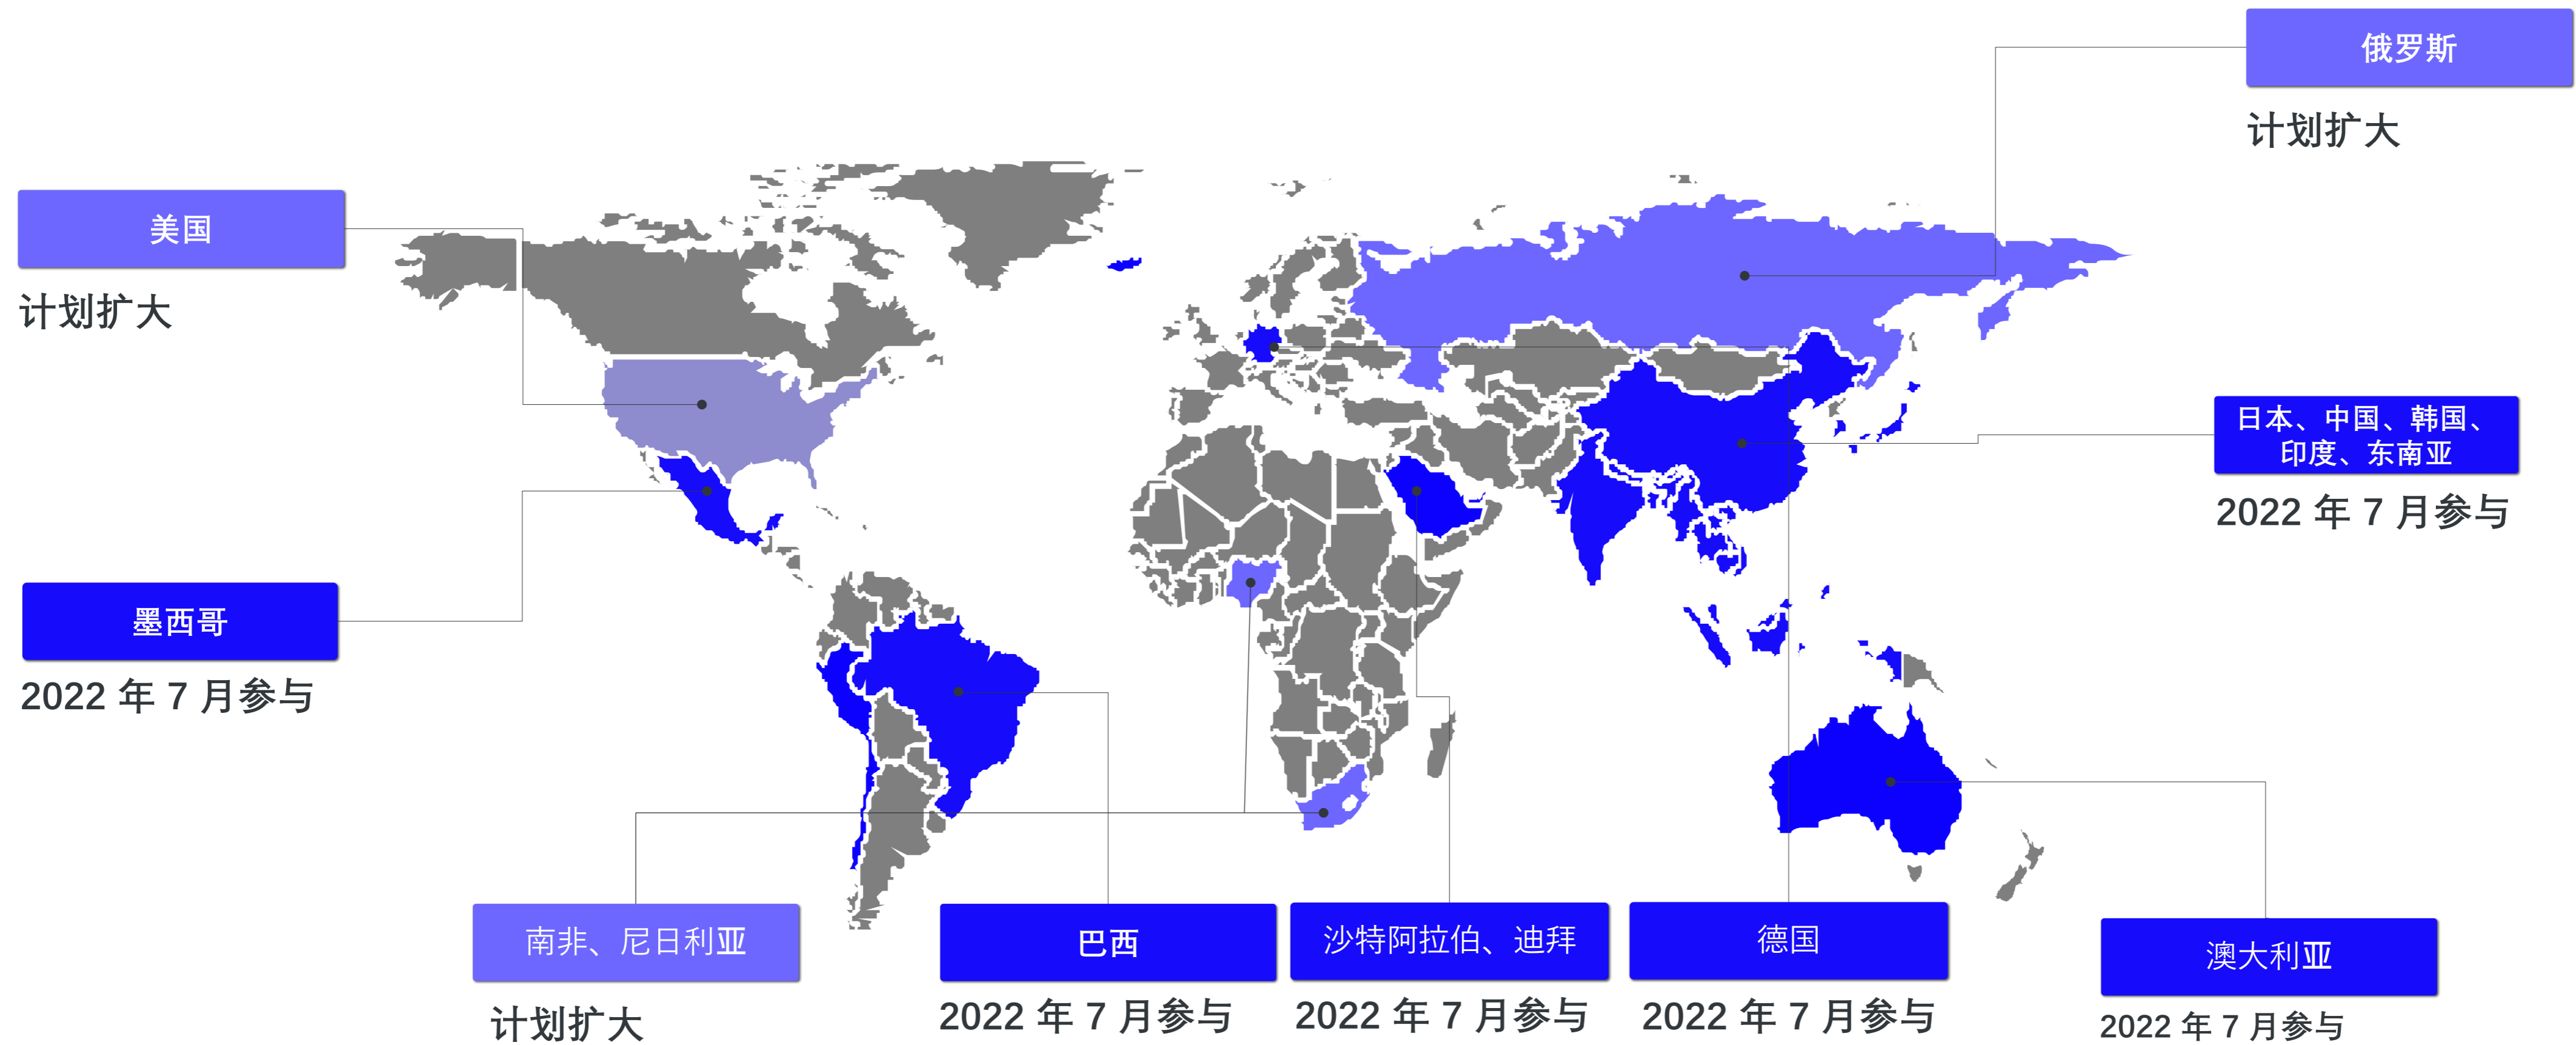 俄罗斯
计划扩大
美国
计划扩大
日本、中国、韩国、
印度、东南亚
2022 年 7 月参与
墨西哥
2022 年 7 月参与
南非、尼日利亚
计划扩大
巴西
2022 年 7 月参与
沙特阿拉伯、迪拜
2022 年 7 月参与
德国
2022 年 7 月参与
澳大利亚
2022 年 7 月参与